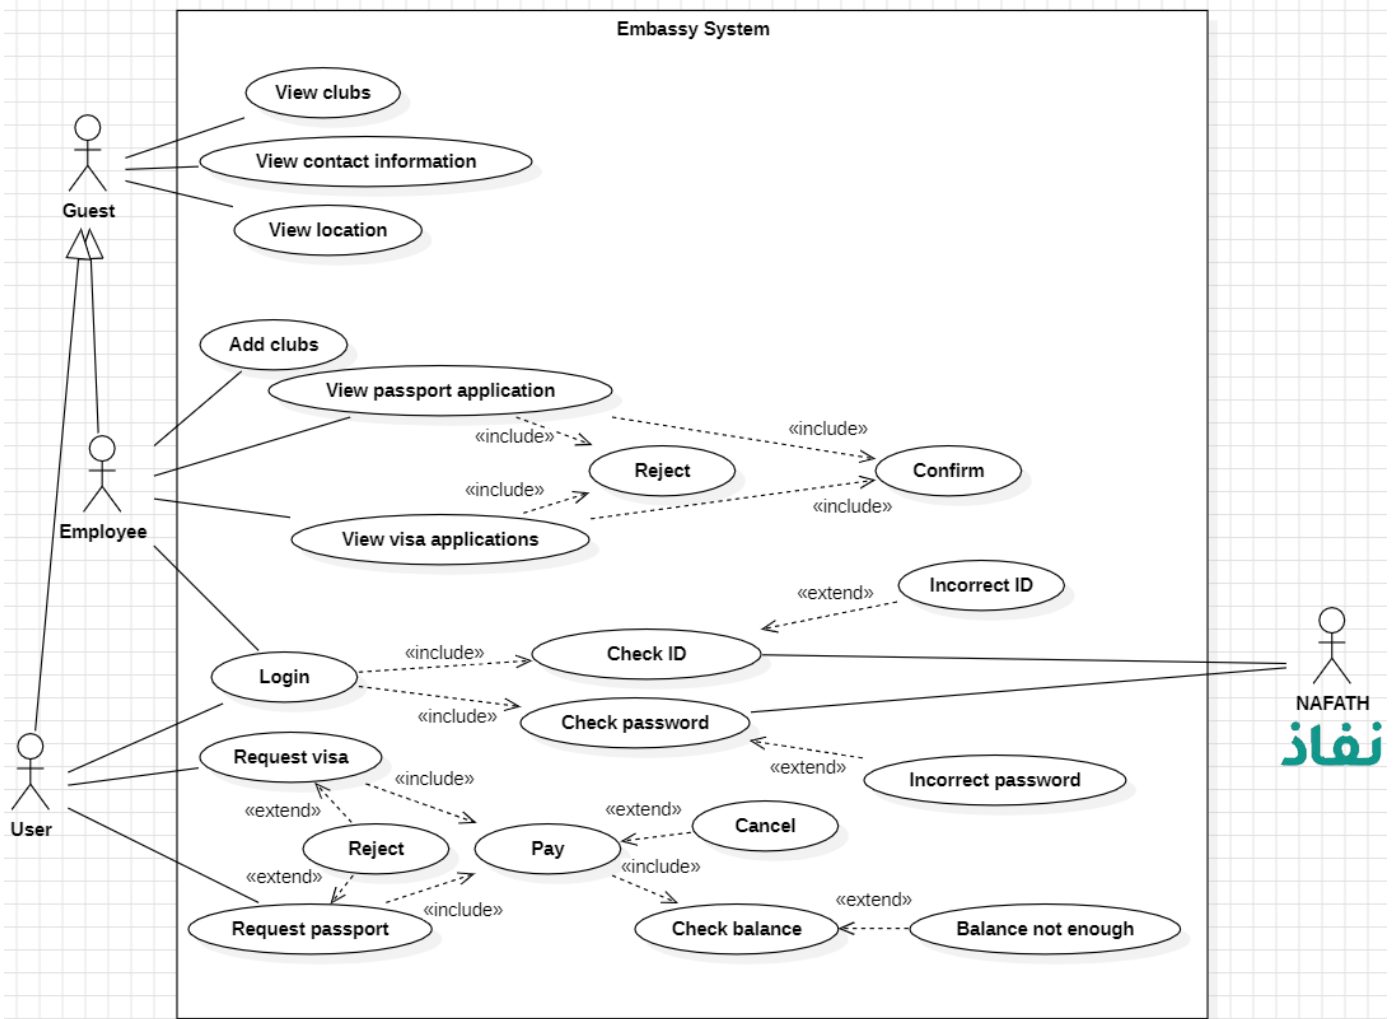 Embassy System
View clubs
View contact information
Guest
View location
Add clubs
View passport application
«include»
«include»
Reject
Confirm
«include»
«include»
Employee
View visa applications
Incorrect ID
«extend»
Login
«include»
Check ID
«include»
Check password
NAFATH
نفاذ
Request visa
«include»
«extend»
Incorrect password
User
«extend»
Reject
Pay
«extend»
Cancel
«extend»
«include»
«include»
Request passport
Check balance
«extend»
Balance not enough